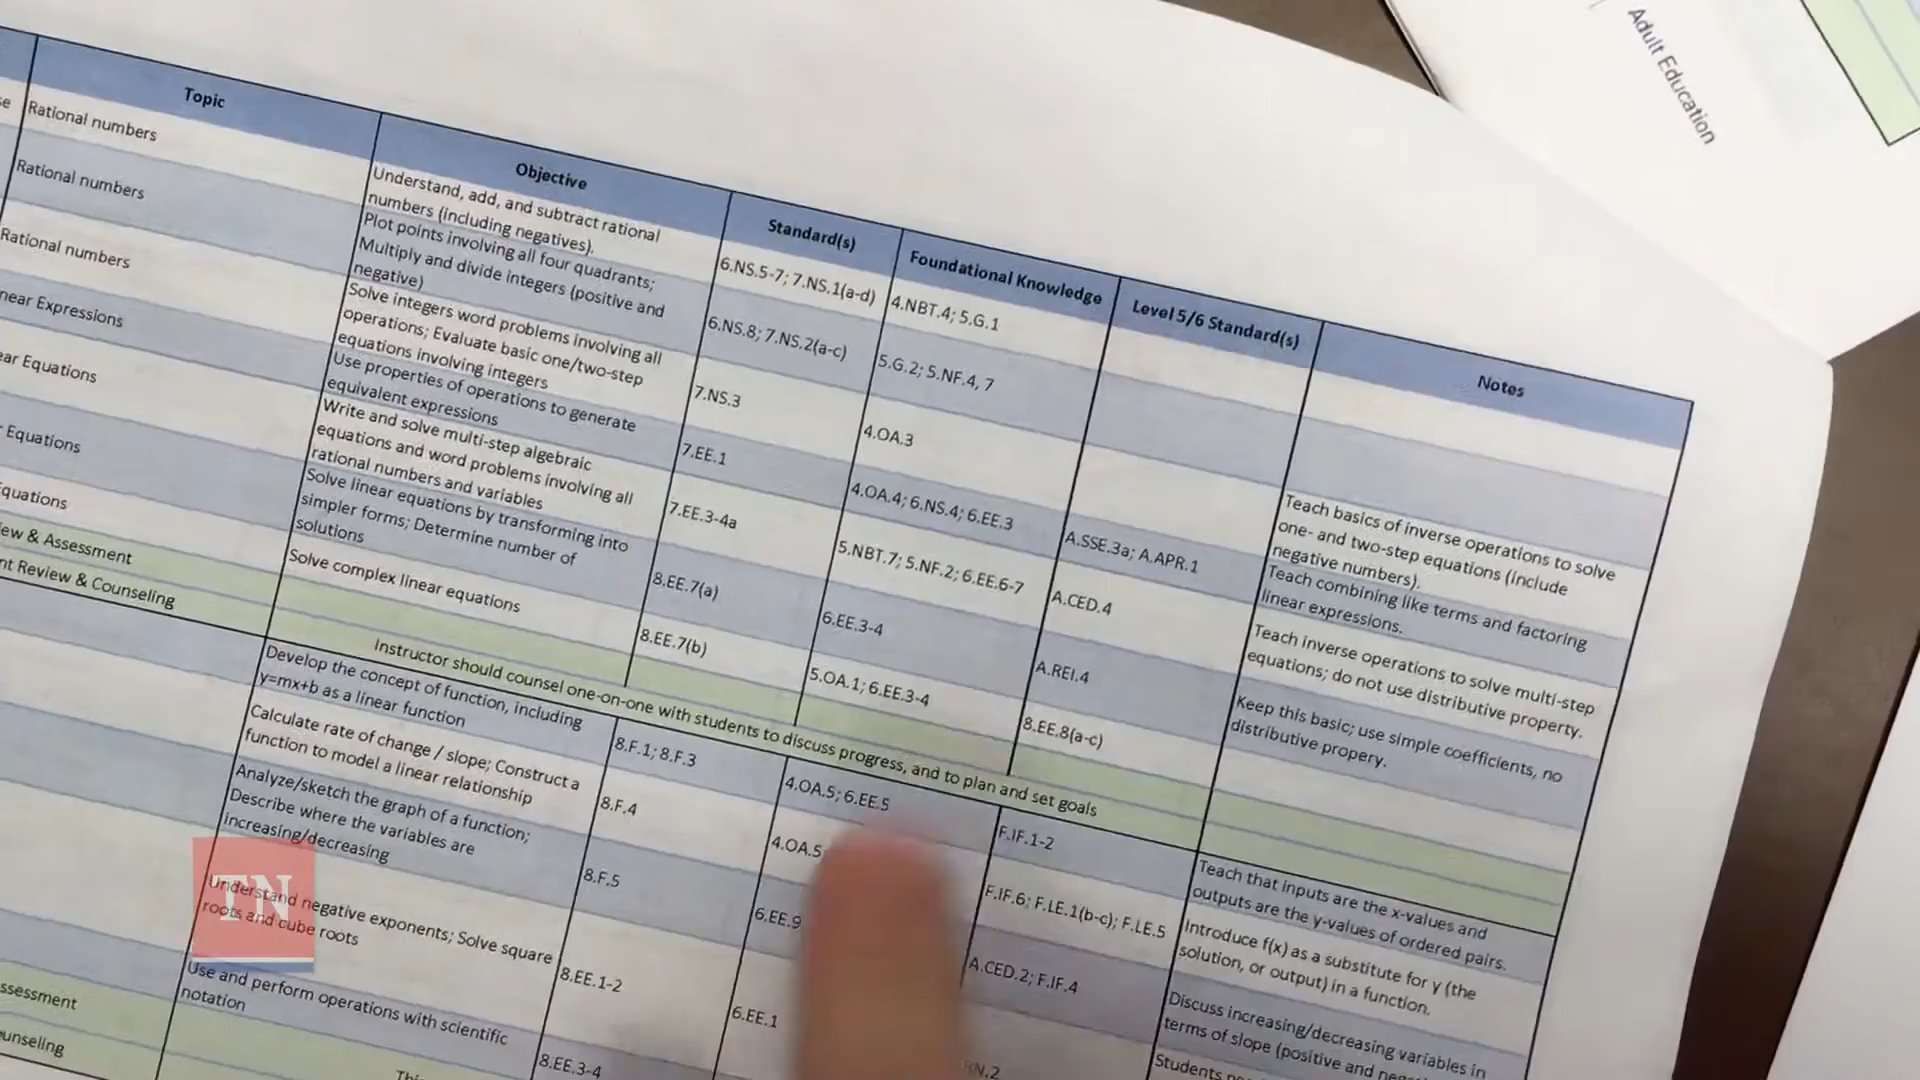 Adult Education
Topic
Objective
Standard(s)
Foundational Knowledge
Level 5/6 Standard(s)
Notes
Rational numbers
Understand, add, and subtract rational
numbers (including negatives).
6.NS.5-7; 7.NS.1(a-d)
4.NBT.4; 5.G.1
Rational numbers
Plot points involving all four quadrants;
Multiply and divide integers (positive and
negative)
6.NS.8; 7.NS.2(a-c)
5.G.2; 5.NF.4, 7
Rational numbers
Solve integers word problems involving all
operations; Evaluate basic one/two-step
equations involving integers
7.NS.3
4.OA.3
Teach basics of inverse operations to solve
one- and two-step equations (include
negative numbers).
near Expressions
Use properties of operations to generate
equivalent expressions
7.EE.1
4.OA.4; 6.NS.4; 6.EE.3
A.SSE.3a; A.APR.1
Teach combining like terms and factoring
linear expressions.
ear Equations
Write and solve multi-step algebraic
equations and word problems involving all
rational numbers and variables
7.EE.3-4a
5.NBT.7; 5.NF.2; 6.EE.6-7
A.CED.4
Teach inverse operations to solve multi-step
equations; do not use distributive property.
r Equations
Solve linear equations by transforming into
simpler forms; Determine number of
solutions
8.EE.7(a)
6.EE.3-4
A.REI.4
Keep this basic; use simple coefficients, no
distributive propery.
Equations
Solve complex linear equations
8.EE.7(b)
5.OA.1; 6.EE.3-4
8.EE.8(a-c)
ew & Assessment
nt Review & Counseling
Instructor should counsel one-on-one with students to discuss progress, and to plan and set goals
Develop the concept of function, including
y=mx+b as a linear function
8.F.1; 8.F.3
4.OA.5; 6.EE.5
F.IF.1-2
Teach that inputs are the x-values and
outputs are the y-values of ordered pairs.
Calculate rate of change / slope; Construct a
function to model a linear relationship
8.F.4
4.OA.5
F.IF.6; F.LE.1(b-c); F.LE.5
Introduce f(x) as a substitute for y (the
solution, or output) in a function.
Analyze/sketch the graph of a function;
Describe where the variables are
increasing/decreasing
8.F.5
6.EE.9
A.CED.2; F.IF.4
Discuss increasing/decreasing variables in
terms of slope (positive and
TN
Understand negative exponents; Solve square
roots and cube roots
8.EE.1-2
6.EE.1
Students
Use and perform operations with scientific
notation
8.EE.3-4
ssessment
unseling